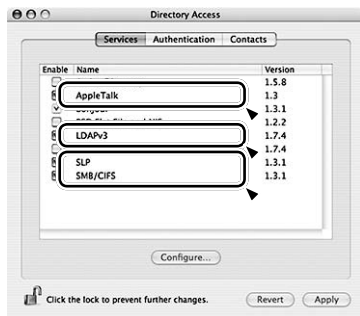 Directory Access
Services Authentication Contacts
Enable Name Version
1.5.8
AppleTalk 1.3
1.3.1
1.2.2
LDAPv3 1.7.4
1.7.4
SLP 1.3.1
SMB/CIFS 1.3.1
Configure...
Click the lock to prevent further changes. Revert Apply